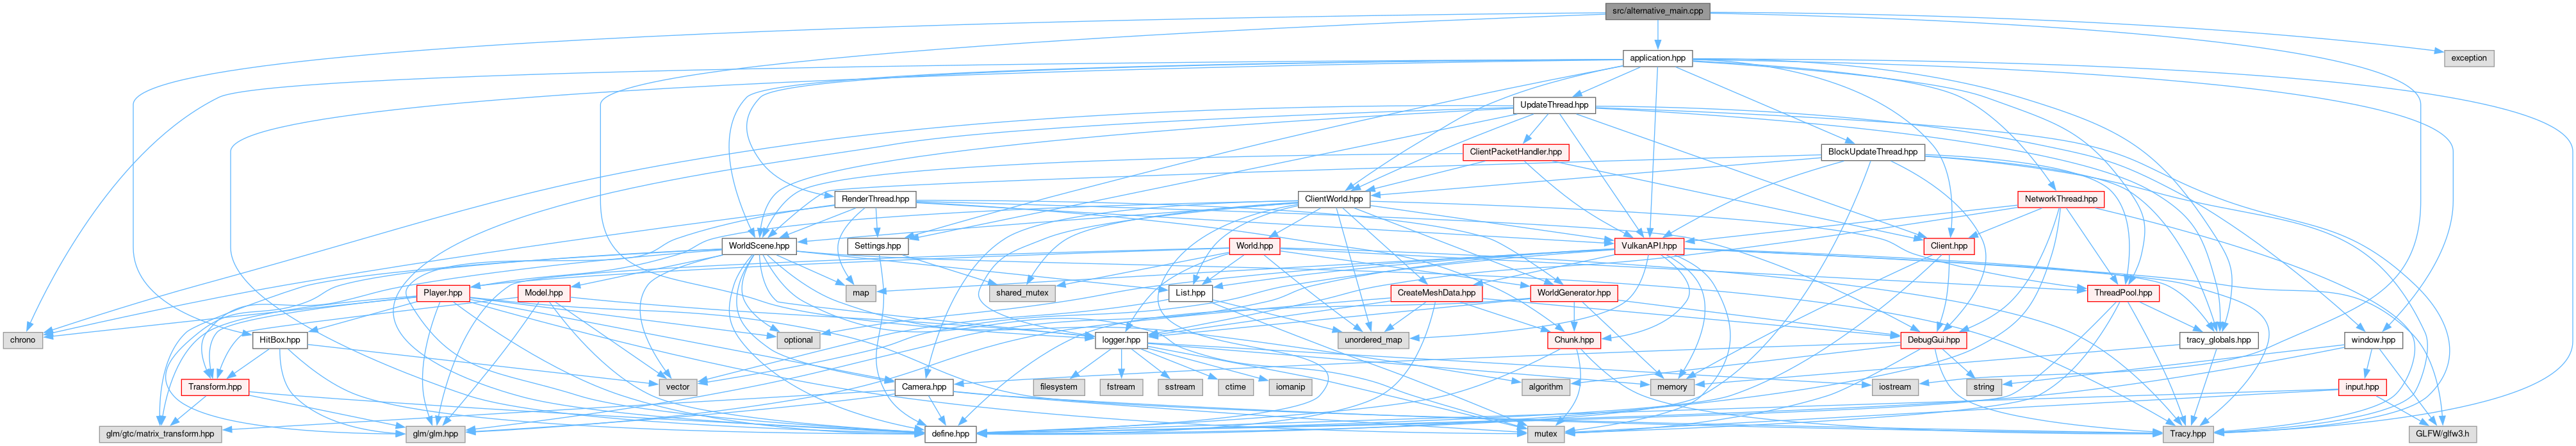 src/alternative_main.cpp
application.hpp
exception
UpdateThread.hpp
ClientPacketHandler.hpp
BlockUpdateThread.hpp
RenderThread.hpp
ClientWorld.hpp
NetworkThread.hpp
WorldScene.hpp
Settings.hpp
World.hpp
VulkanAPI.hpp
Client.hpp
Player.hpp
Model.hpp
map
shared_mutex
List.hpp
CreateMeshData.hpp
WorldGenerator.hpp
ThreadPool.hpp
chrono
HitBox.hpp
vector
optional
logger.hpp
unordered_map
Chunk.hpp
DebugGui.hpp
tracy_globals.hpp
window.hpp
Transform.hpp
Camera.hpp
filesystem
fstream
sstream
ctime
iomanip
algorithm
memory
iostream
string
input.hpp
glm/gtc/matrix_transform.hpp
glm/glm.hpp
define.hpp
mutex
Tracy.hpp
GLFW/glfw3.h